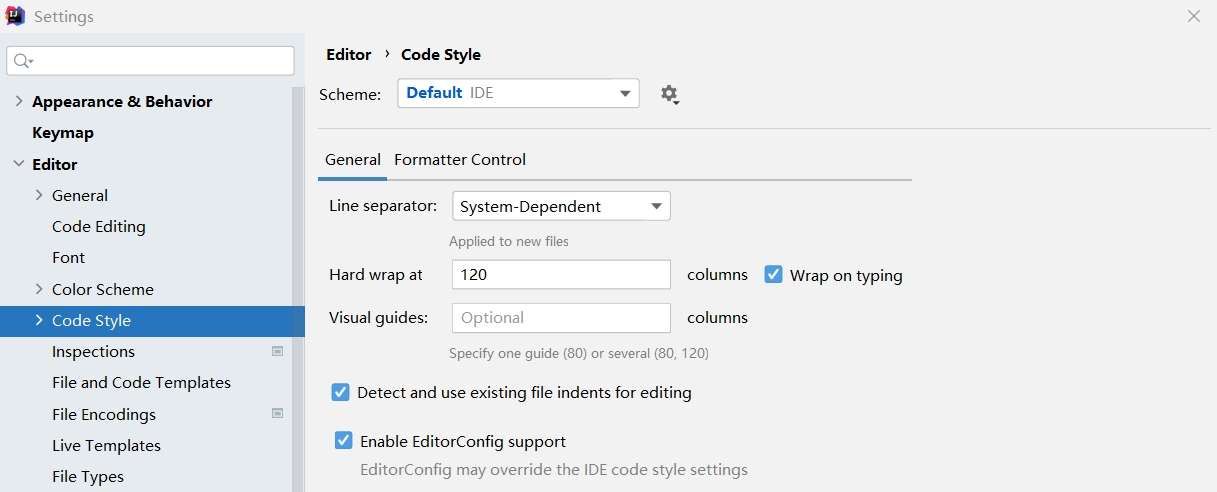 Settings
Appearance & Behavior
Keymap
Editor
General
Code Editing
Font
Color Scheme
Code Style
Inspections
File and Code Templates
File Encodings
Live Templates
File Types
Editor › Code Style
Scheme: Default IDE
General Formatter Control
Line separator: System-Dependent
Applied to new files
Hard wrap at 120 columns Wrap on typing
Visual guides: Optional columns
Specify one guide (80) or several (80, 120)
Detect and use existing file indents for editing
Enable EditorConfig support
EditorConfig may override the IDE code style settings